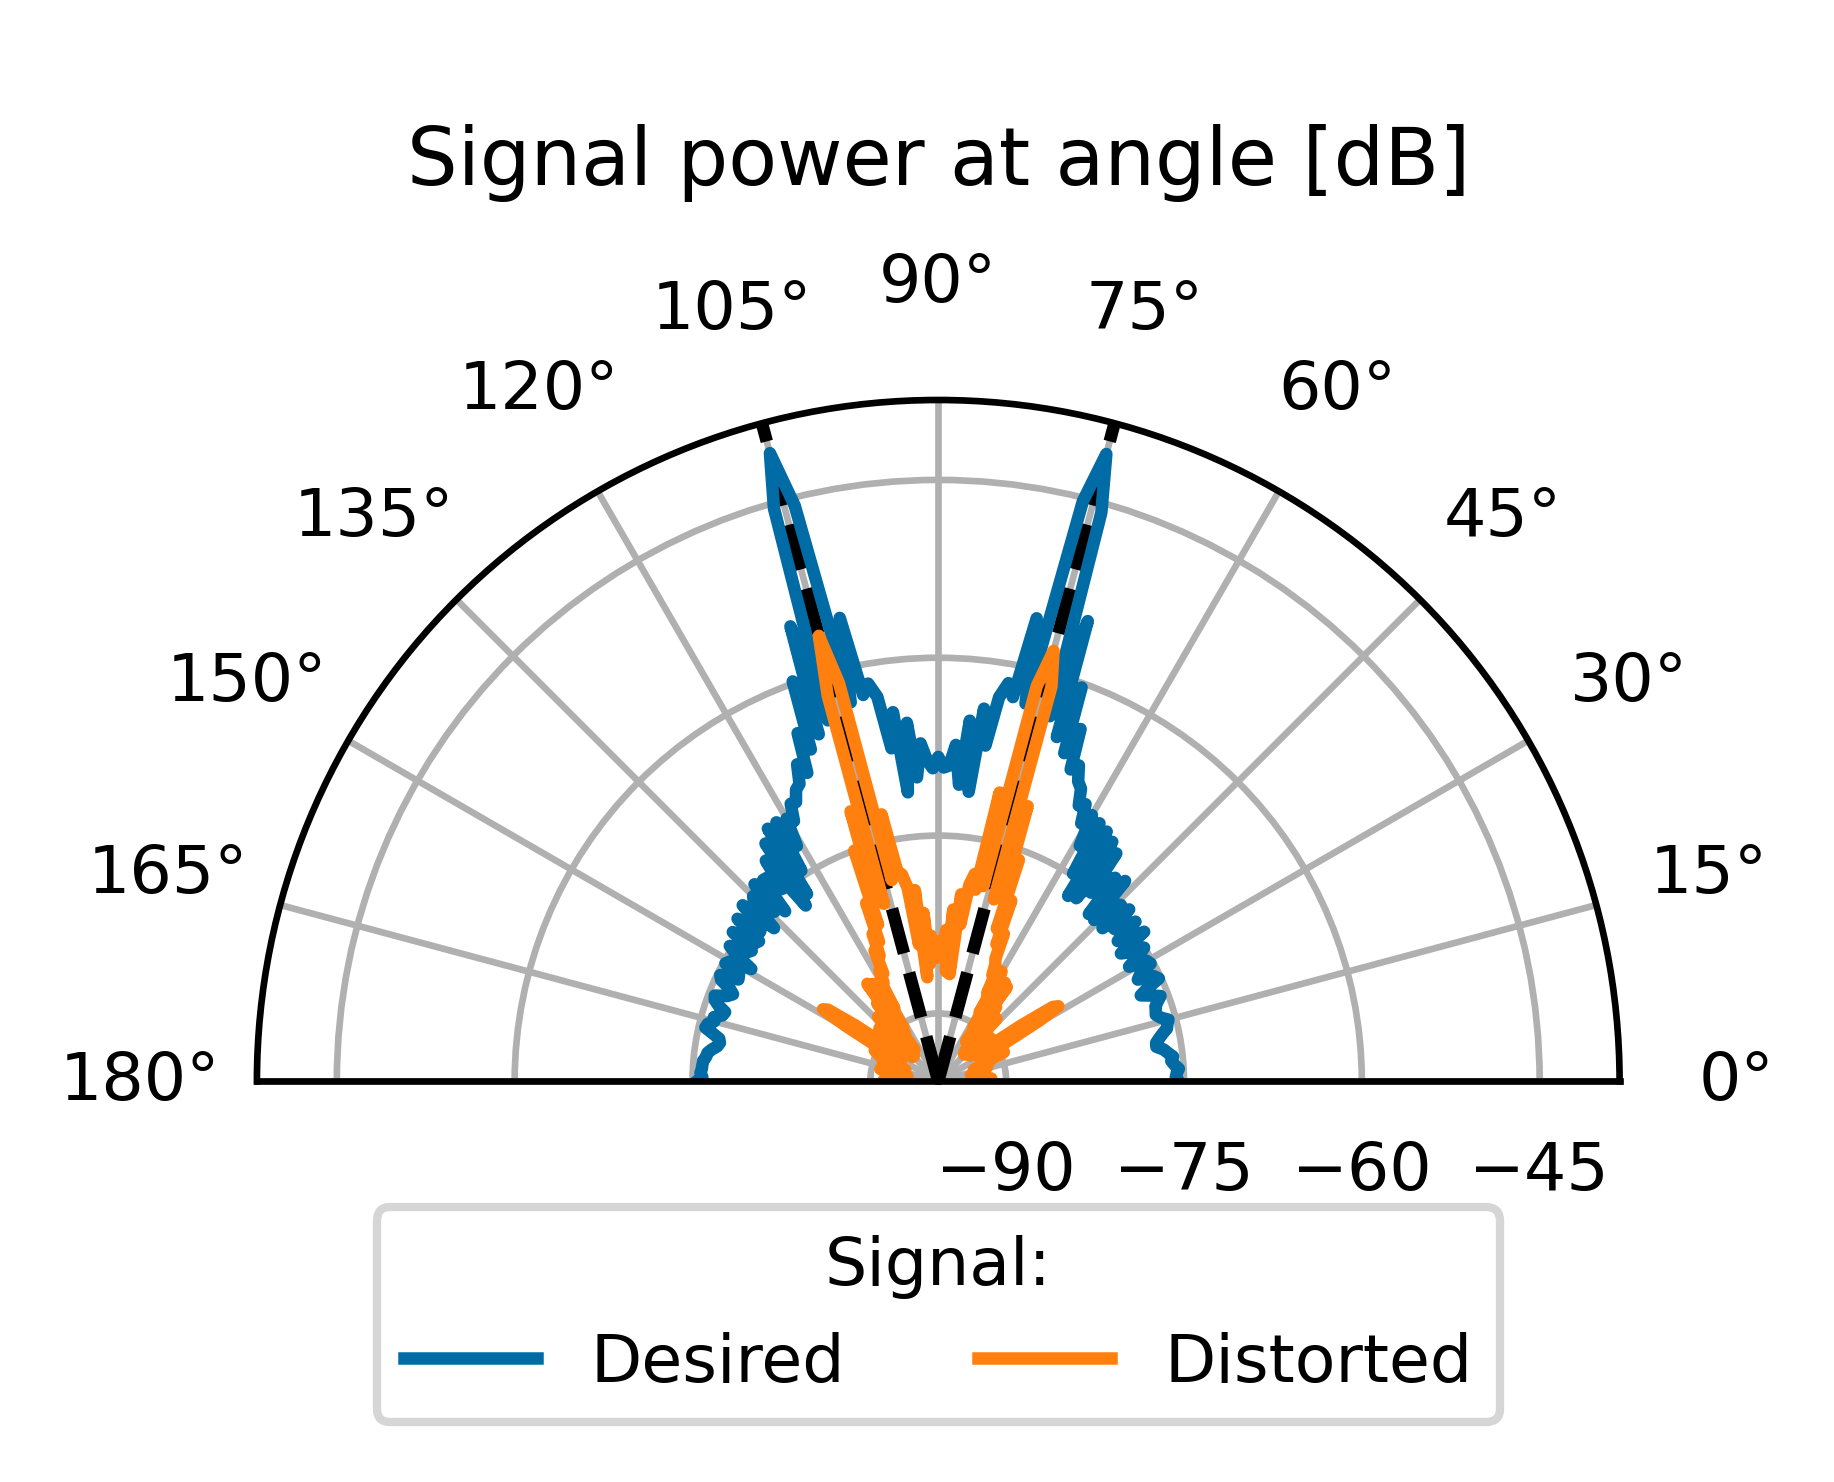 Signal power at angle [dB]
90°
105° 75°
120° 60°
135° 45°
150° 30°
165° 15°
180° 0°
−90 −75 −60 −45
Signal:
Desired Distorted